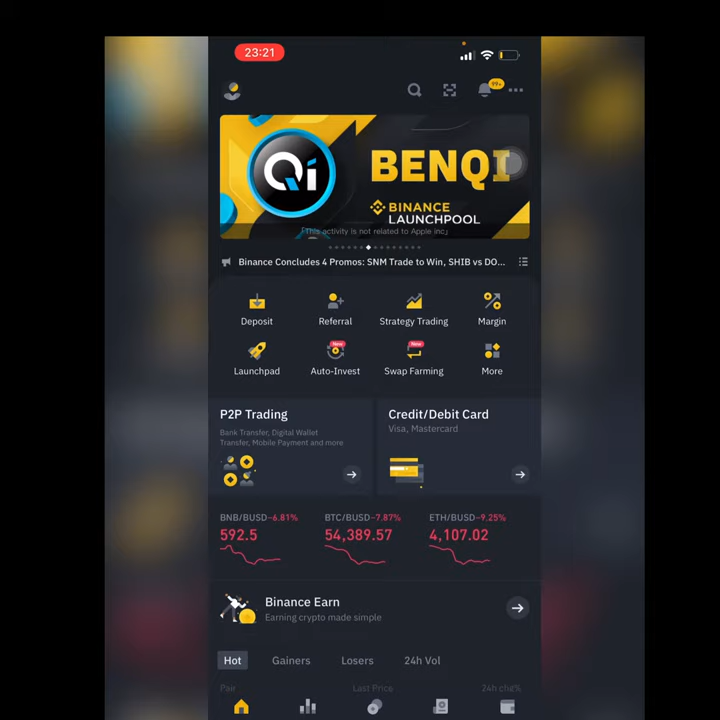 23:21
99+
Qi
BENQI
BINANCE
LAUNCHPOOL
"This activity is not related to Apple Inc."
Binance Concludes 4 Promos: SNM Trade to Win, SHIB vs DO...
Deposit
Referral
Strategy Trading
Margin
New
New
Launchpad
Auto-Invest
Swap Farming
More
P2P Trading
Bank Transfer, Digital Wallet
Transfer, Mobile Payment and more
Credit/Debit Card
Visa, Mastercard
BNB/BUSD -6.81%
592.5
BTC/BUSD -7.87%
54,389.57
ETH/BUSD -9.25%
4,107.02
Binance Earn
Earning crypto made simple
Hot
Gainers
Losers
24h Vol
Pair
Last Price
24h chg%